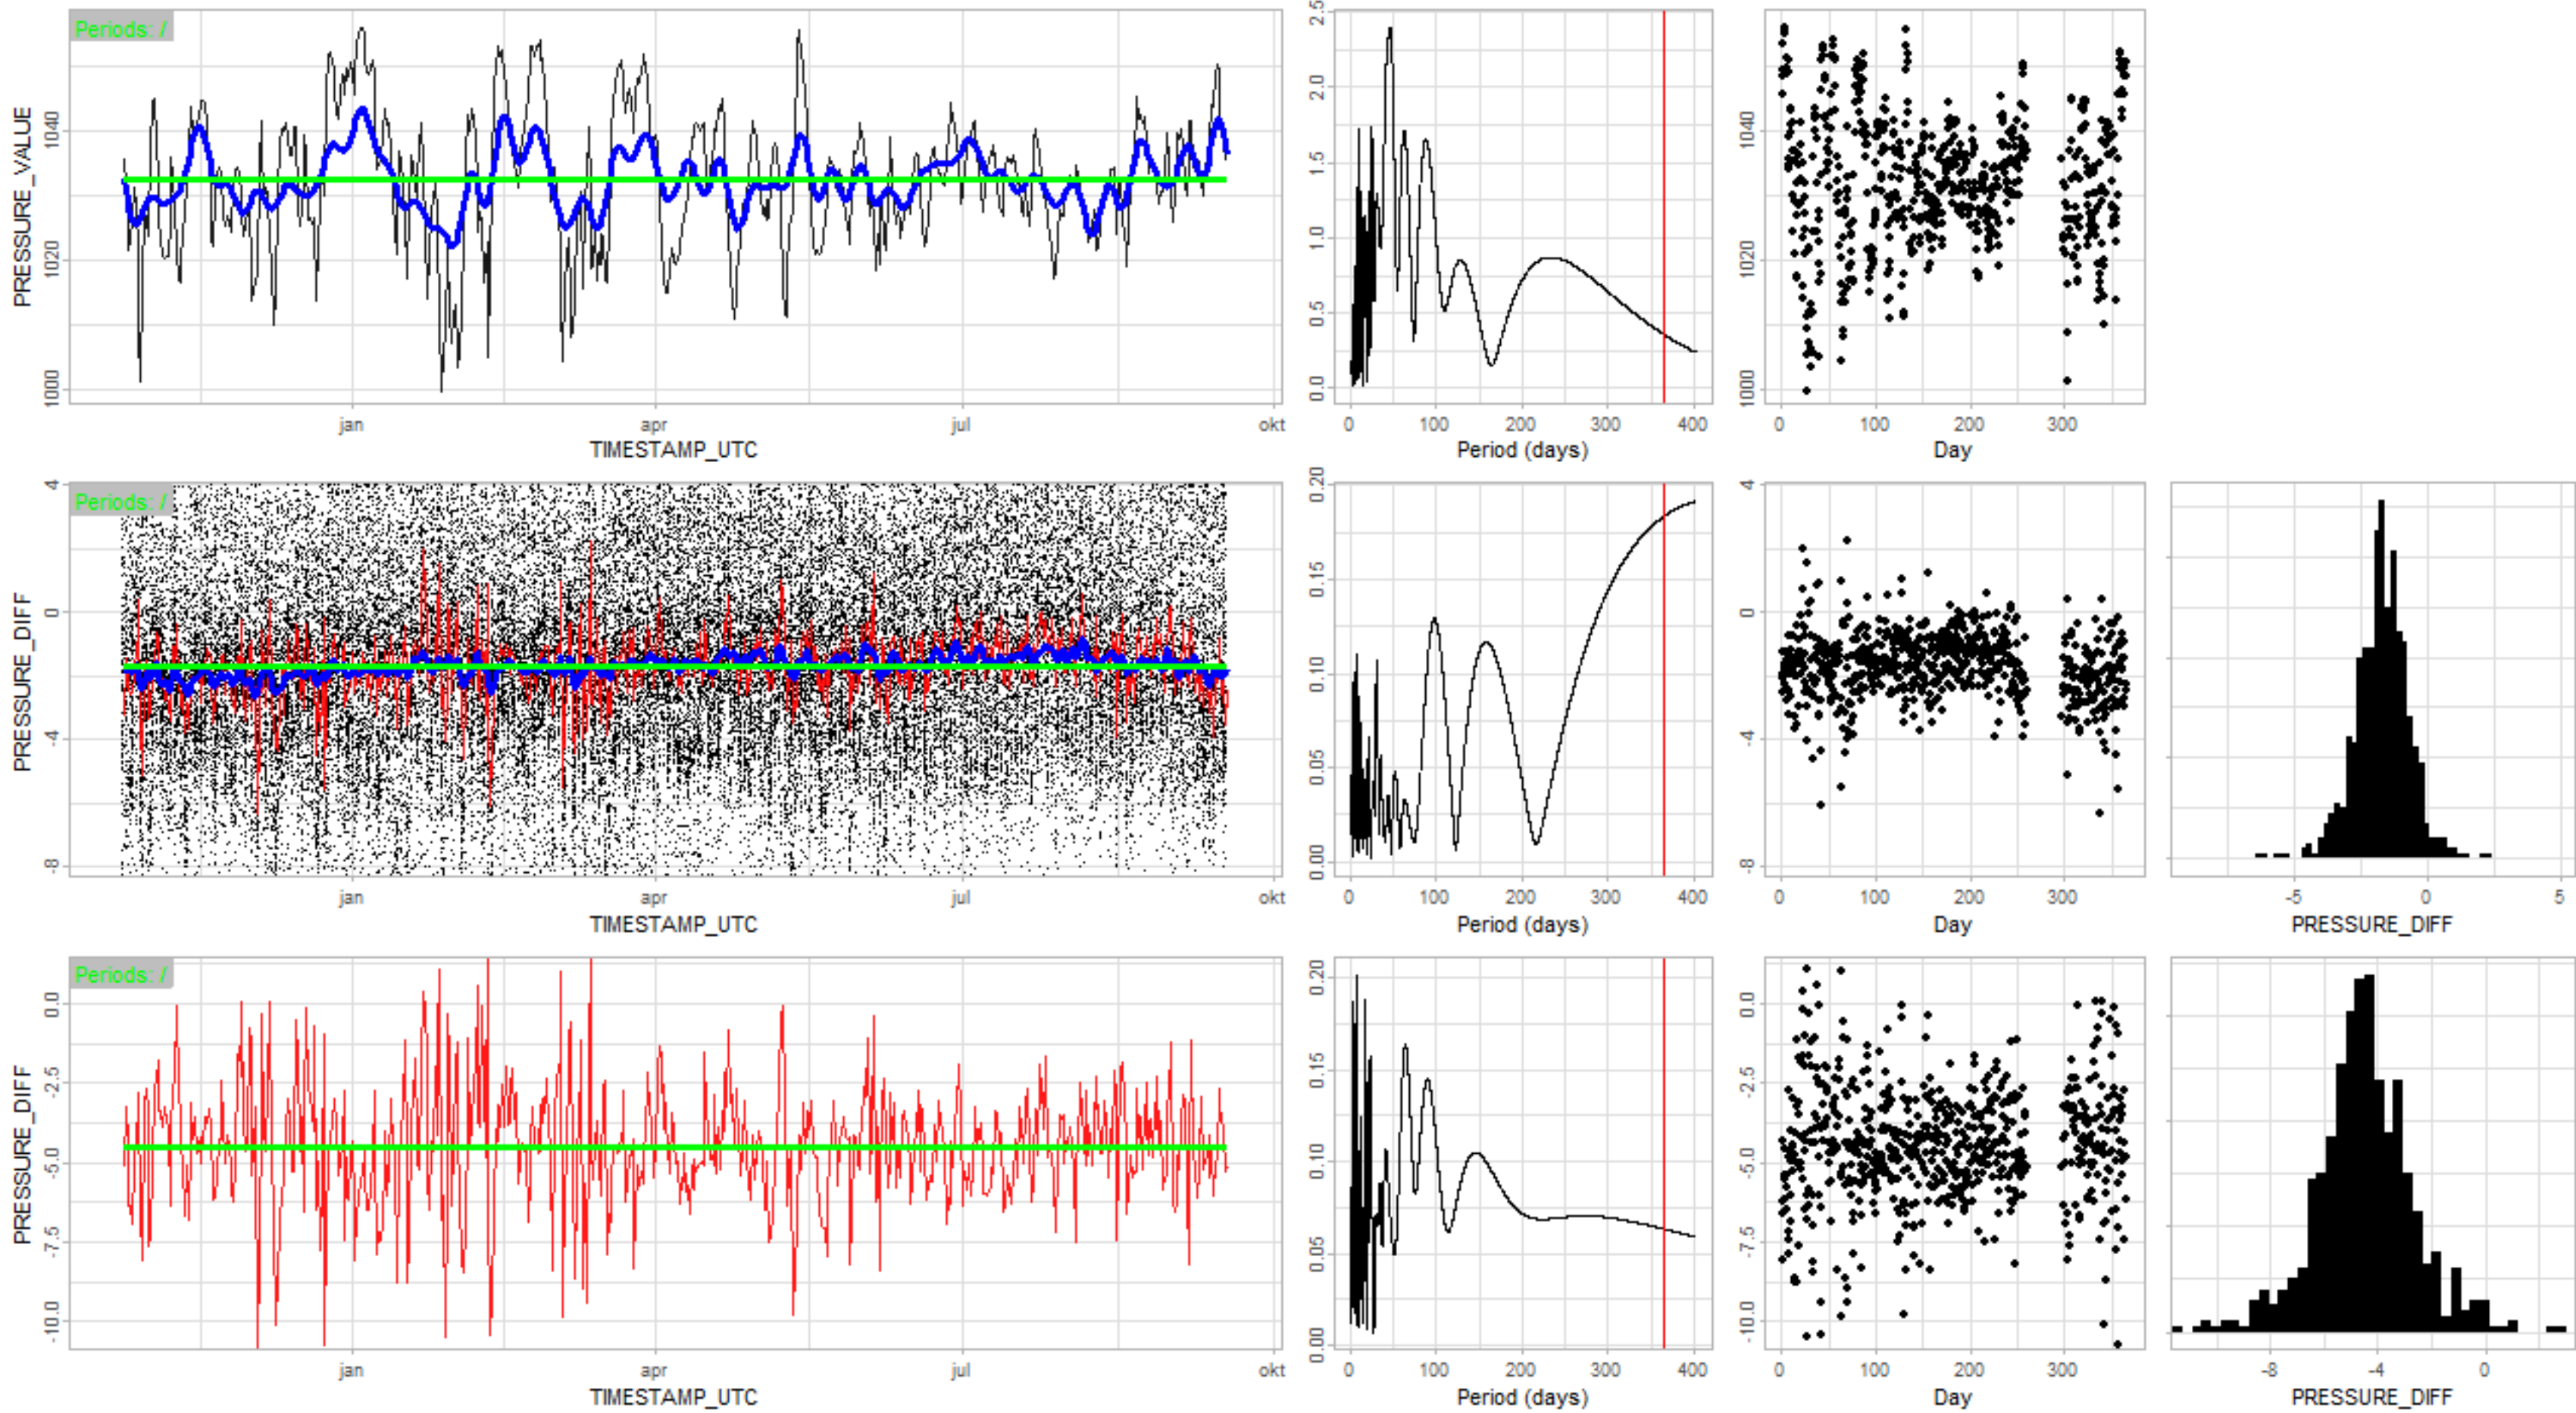 Periods: /
PRESSURE_VALUE
1000 1020 1040
jan apr jul okt
TIMESTAMP_UTC
0.0 0.5 1.0 1.5 2.0 2.5
0 100 200 300 400
Period (days)
1000 1020 1040
0 100 200 300
Day
Periods: /
PRESSURE_DIFF
-8 -4 0 4
jan apr jul okt
TIMESTAMP_UTC
0.00 0.05 0.10 0.15 0.20
0 100 200 300 400
Period (days)
-8 -4 0 4
0 100 200 300
Day
-5 0 5
PRESSURE_DIFF
Periods: /
PRESSURE_DIFF
-10.0 -7.5 -5.0 -2.5 0.0
jan apr jul okt
TIMESTAMP_UTC
0.00 0.05 0.10 0.15 0.20
0 100 200 300 400
Period (days)
-10.0 -7.5 -5.0 -2.5 0.0
0 100 200 300
Day
-8 -4 0
PRESSURE_DIFF